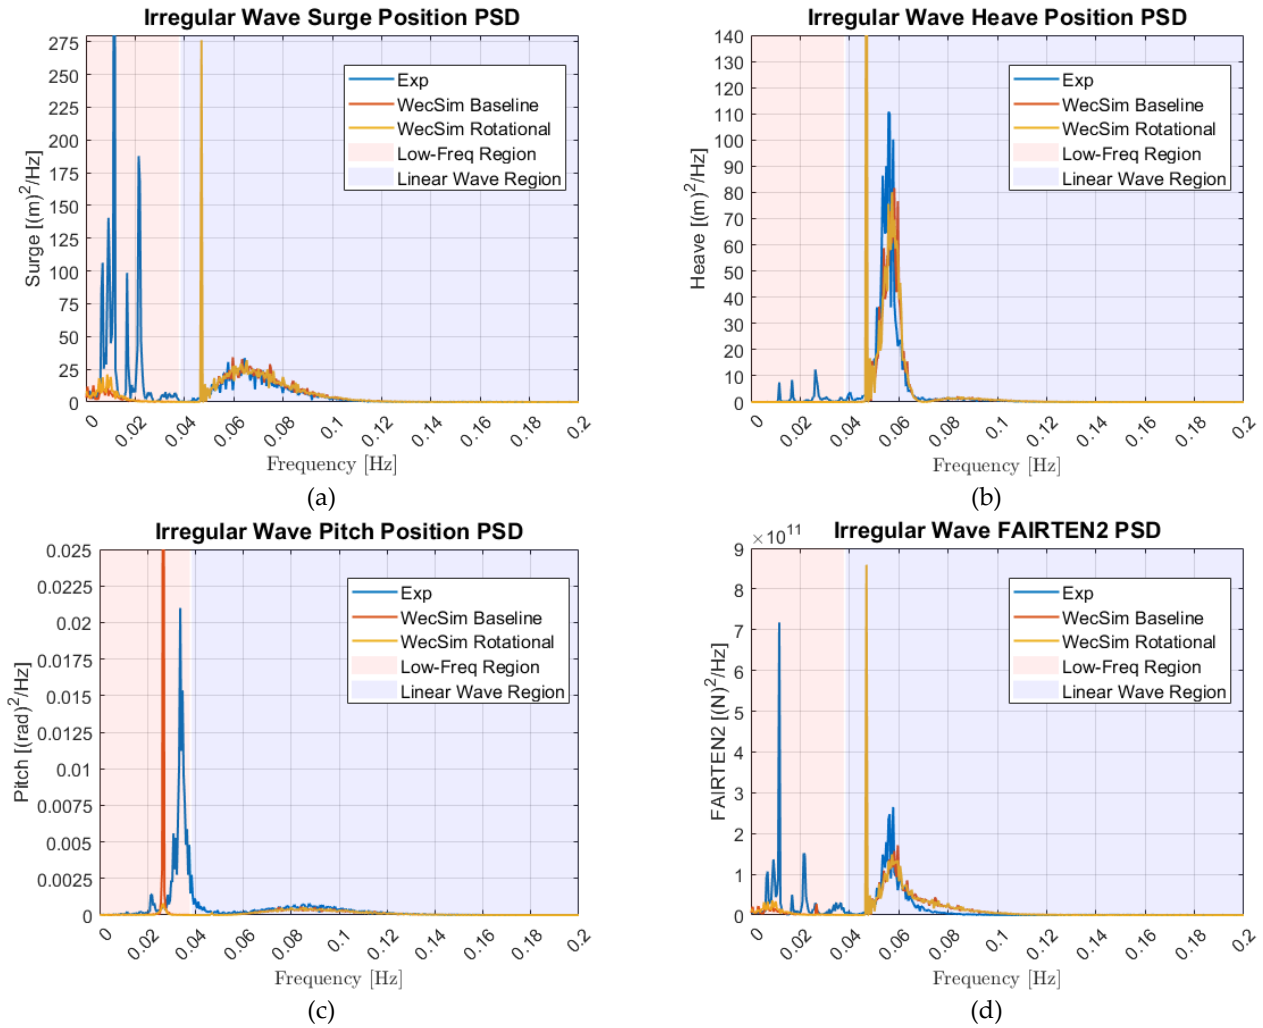 Irregular Wave Surge Position PSD
275
250
225
200
175
150
125
100
75
50
25
0
Surge [(m)²/Hz]
Exp
WecSim Baseline
WecSim Rotational
Low-Freq Region
Linear Wave Region
0 0.02 0.04 0.06 0.08 0.1 0.12 0.14 0.16 0.18 0.2
Frequency [Hz]
(a)
Irregular Wave Heave Position PSD
140
130
120
110
100
90
80
70
60
50
40
30
20
10
0
Heave [(m)²/Hz]
Exp
WecSim Baseline
WecSim Rotational
Low-Freq Region
Linear Wave Region
0 0.02 0.04 0.06 0.08 0.1 0.12 0.14 0.16 0.18 0.2
Frequency [Hz]
(b)
Irregular Wave Pitch Position PSD
0.025
0.0225
0.02
0.0175
0.015
0.0125
0.01
0.0075
0.005
0.0025
0
Pitch [(rad)²/Hz]
Exp
WecSim Baseline
WecSim Rotational
Low-Freq Region
Linear Wave Region
0 0.02 0.04 0.06 0.08 0.1 0.12 0.14 0.16 0.18 0.2
Frequency [Hz]
(c)
Irregular Wave FAIRTEN2 PSD
×10¹¹
9
8
7
6
5
4
3
2
1
0
FAIRTEN2 [(N)²/Hz]
Exp
WecSim Baseline
WecSim Rotational
Low-Freq Region
Linear Wave Region
0 0.02 0.04 0.06 0.08 0.1 0.12 0.14 0.16 0.18 0.2
Frequency [Hz]
(d)